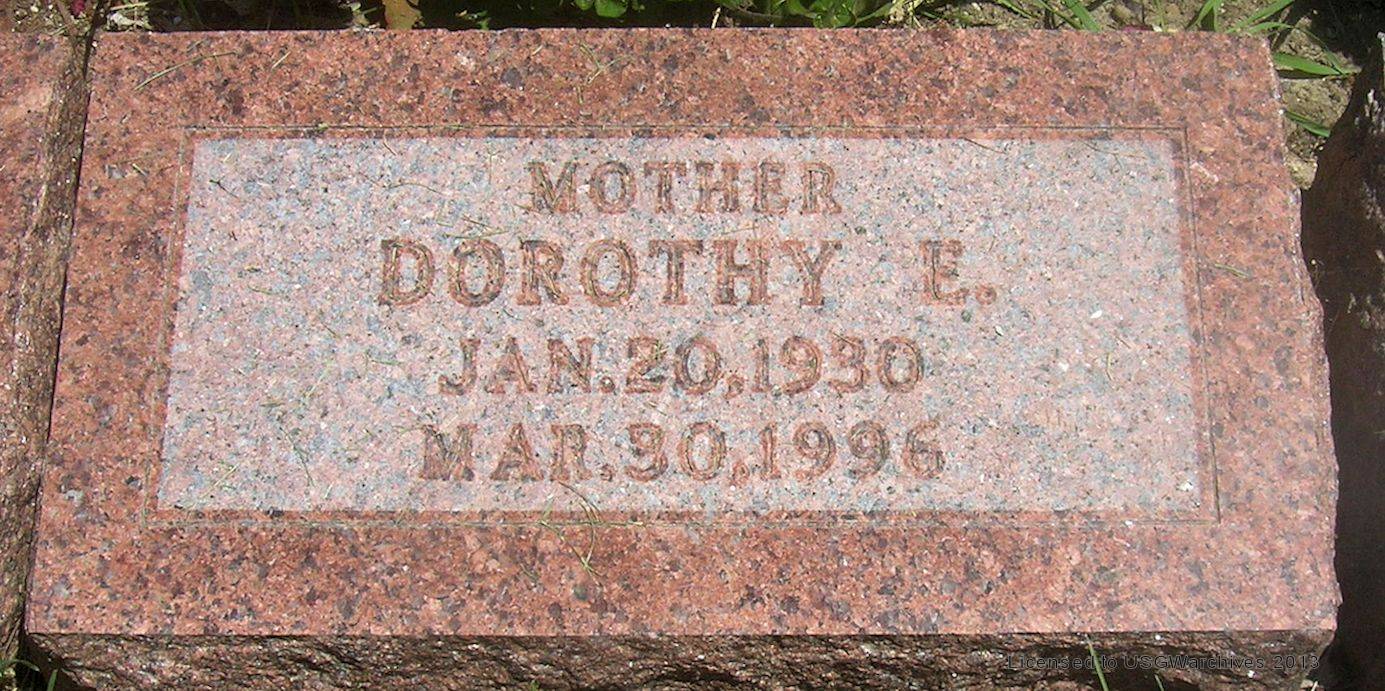 MOTHER
DOROTHY E.
JAN.20,1930
MAR.30,1996
Licensed to USGWarchives 2013